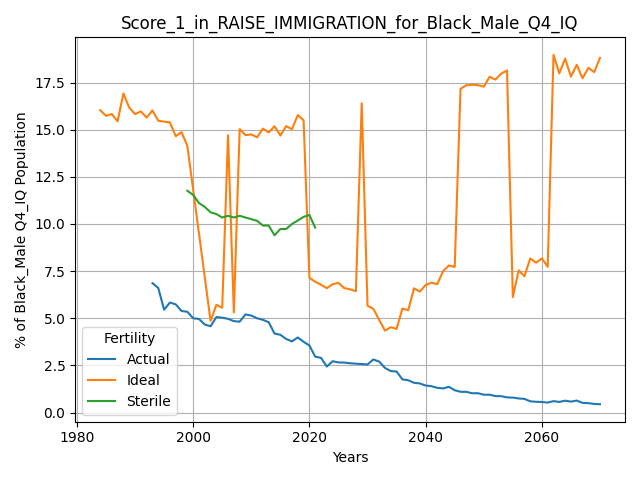 Score_1_in_RAISE_IMMIGRATION_for_Black_Male_Q4_IQ
% of Black_Male Q4_IQ Population
17.5
15.0
12.5
10.0
7.5
5.0
2.5
0.0
Fertility
Actual
Ideal
Sterile
1980
2000
2020
2040
2060
Years